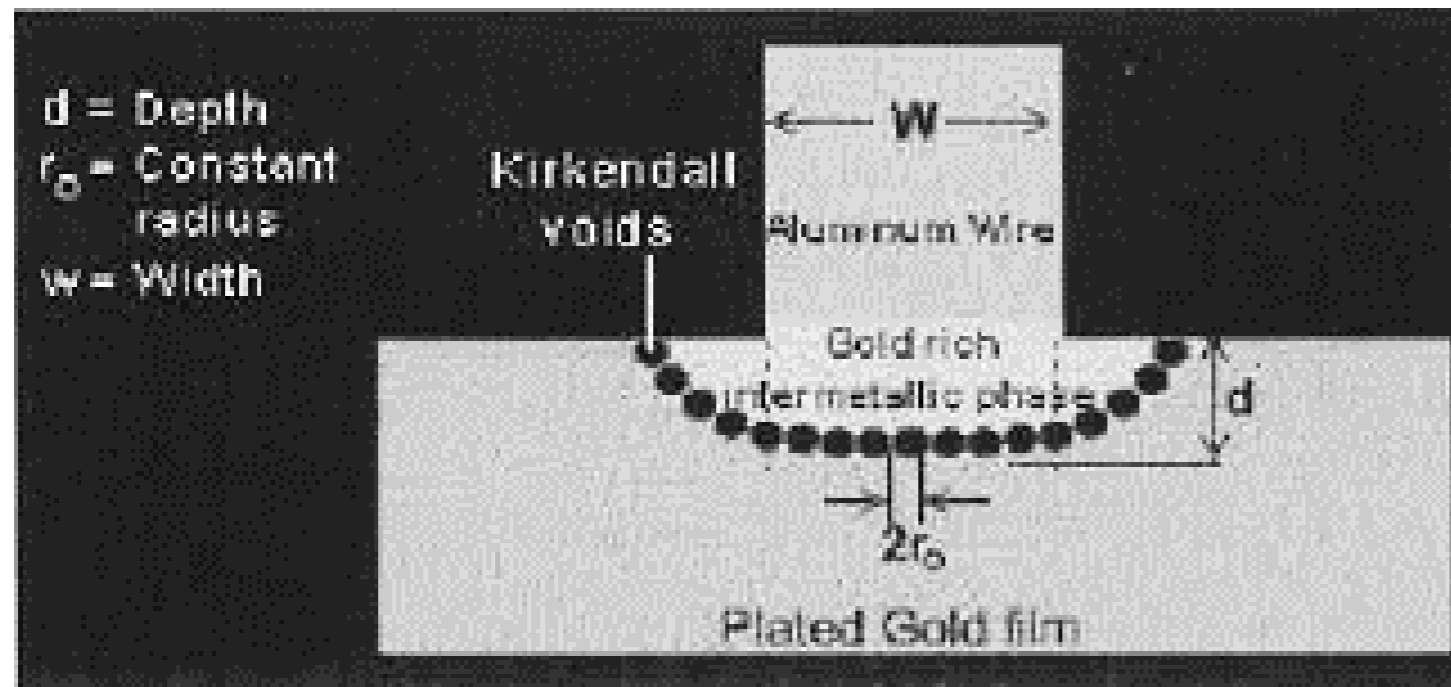 d = Depth
r₀ = Constant
radius
w = Width
Kirkendall
voids
W
Aluminum Wire
Gold rich
intermetallic phase
d
2r₀
Plated Gold film